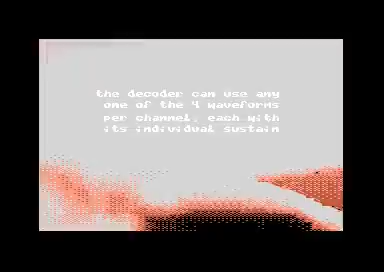 the decoder can use any
one of the 4 waveforms
per channel, each with
its individual sustain